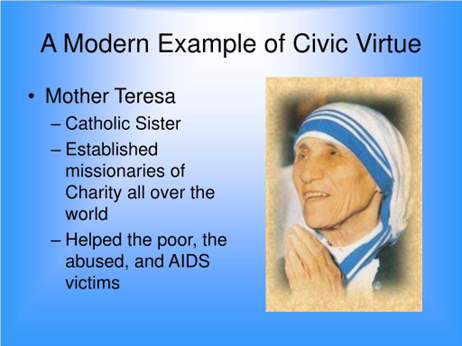 A Modern Example of Civic Virtue
• Mother Teresa
– Catholic Sister
– Established
missionaries of
Charity all over the
world
– Helped the poor, the
abused, and AIDS
victims